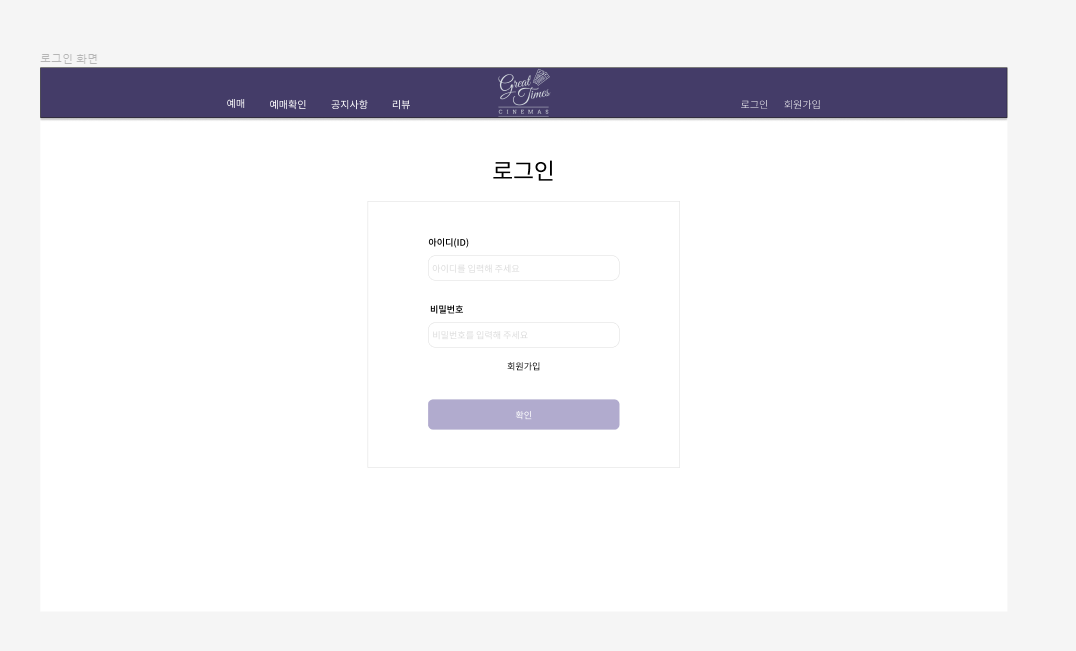 로그인 화면
예매 예매확인 공지사항 리뷰
Great
Times
CINEMAS
로그인 회원가입
로그인
아이디(ID)
아이디를 입력해 주세요
비밀번호
비밀번호를 입력해 주세요
회원가입
확인